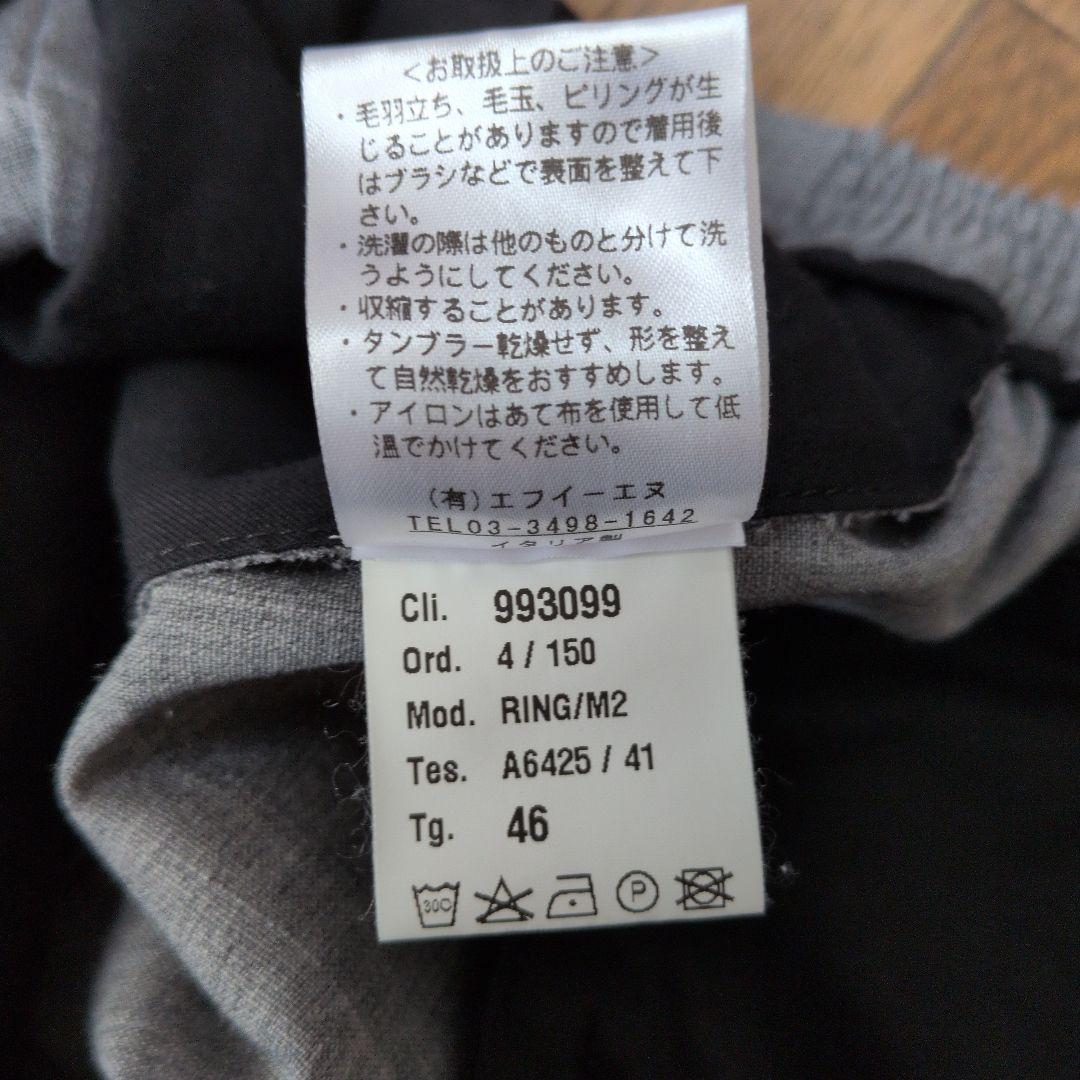 ＜お取扱上のご注意＞
・毛羽立ち、毛玉、ピリングが生
じることがありますので着用後
はブラシなどで表面を整えて下
さい。
・洗濯の際は他のものと分けて洗
うようにしてください。
・収縮することがあります。
・タンブラー乾燥せず、形を整え
て自然乾燥をおすすめします。
・アイロンはあて布を使用して低
温でかけてください。
(有)エフイーエヌ
TEL03-3498-1642
イタリア製
Cli. 993099
Ord. 4 / 150
Mod. RING/M2
Tes. A6425 / 41
Tg. 46
30C P